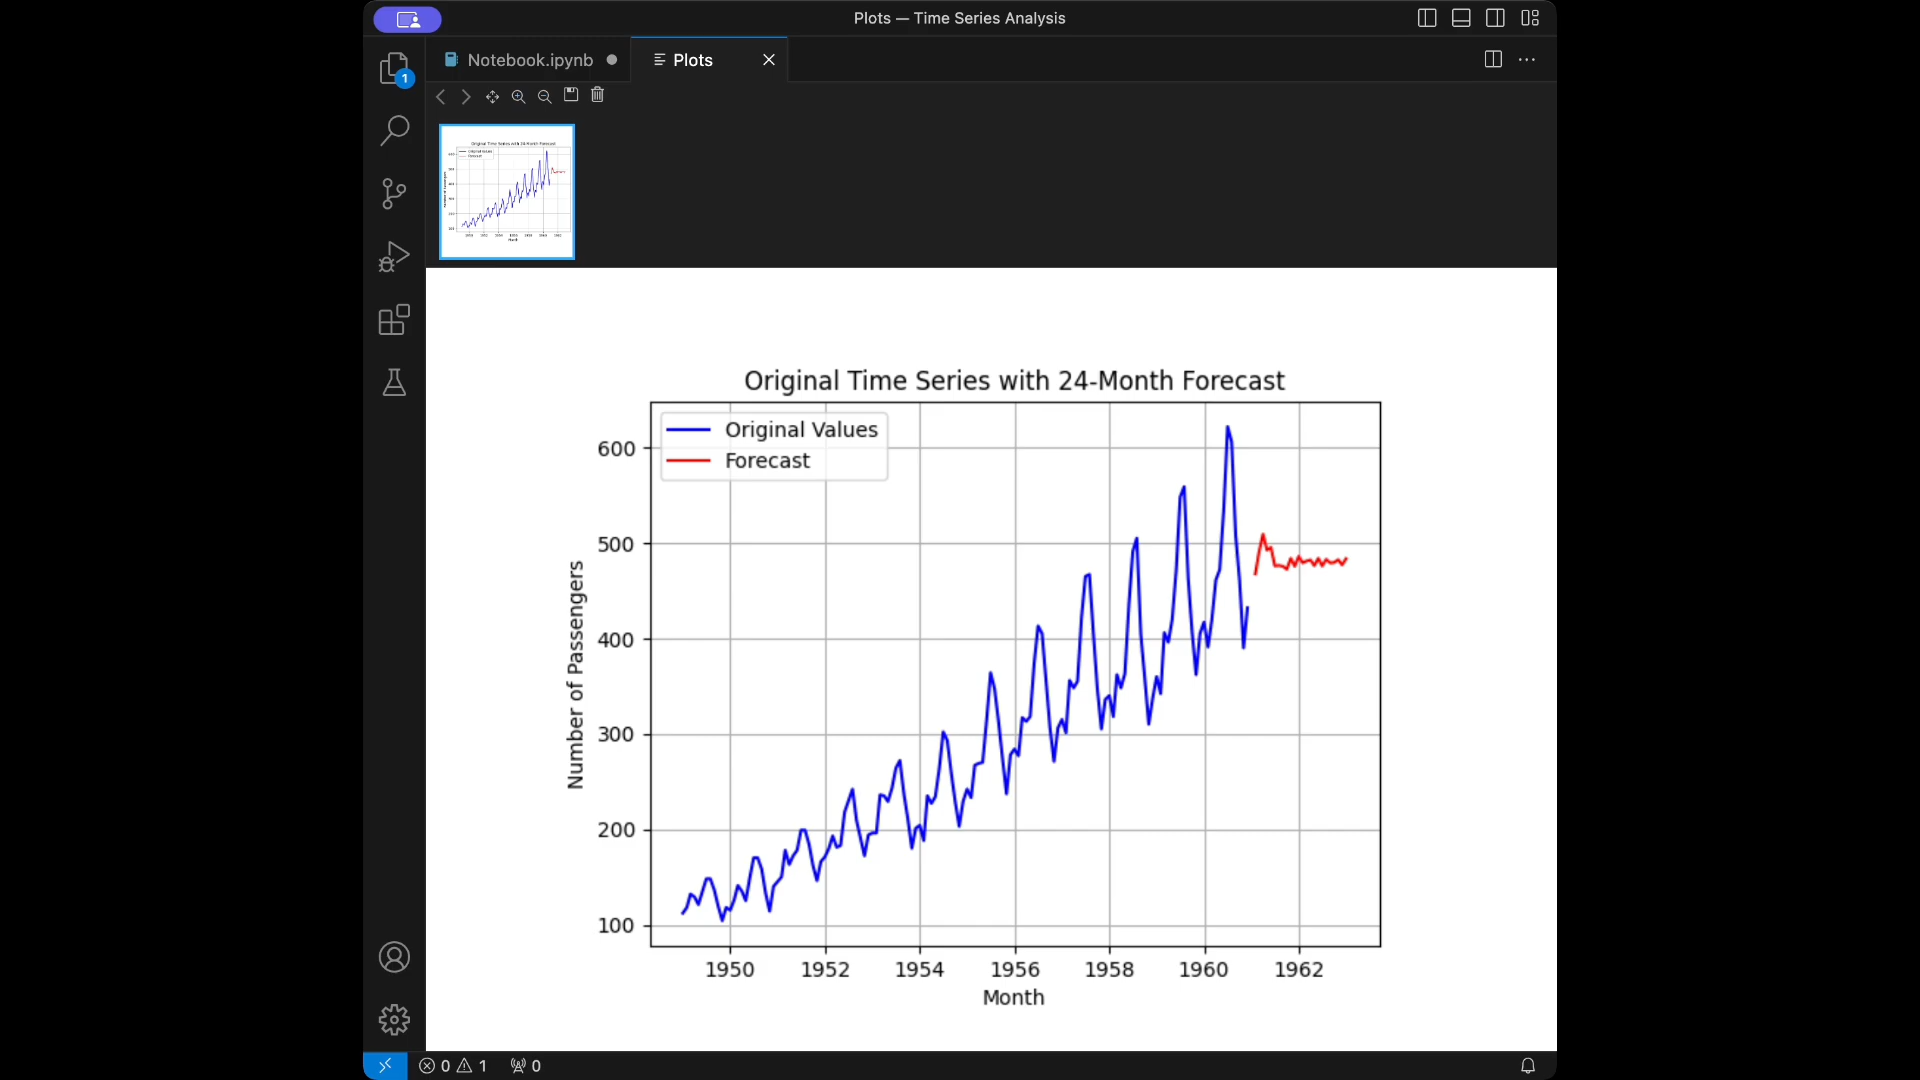 Plots — Time Series Analysis
Notebook.ipynb
Plots
1
Original Time Series with 24-Month Forecast
Original Values
Forecast
600
500
400
300
200
100
Number of Passengers
1950 1952 1954 1956 1958 1960 1962
Month
0 1 0